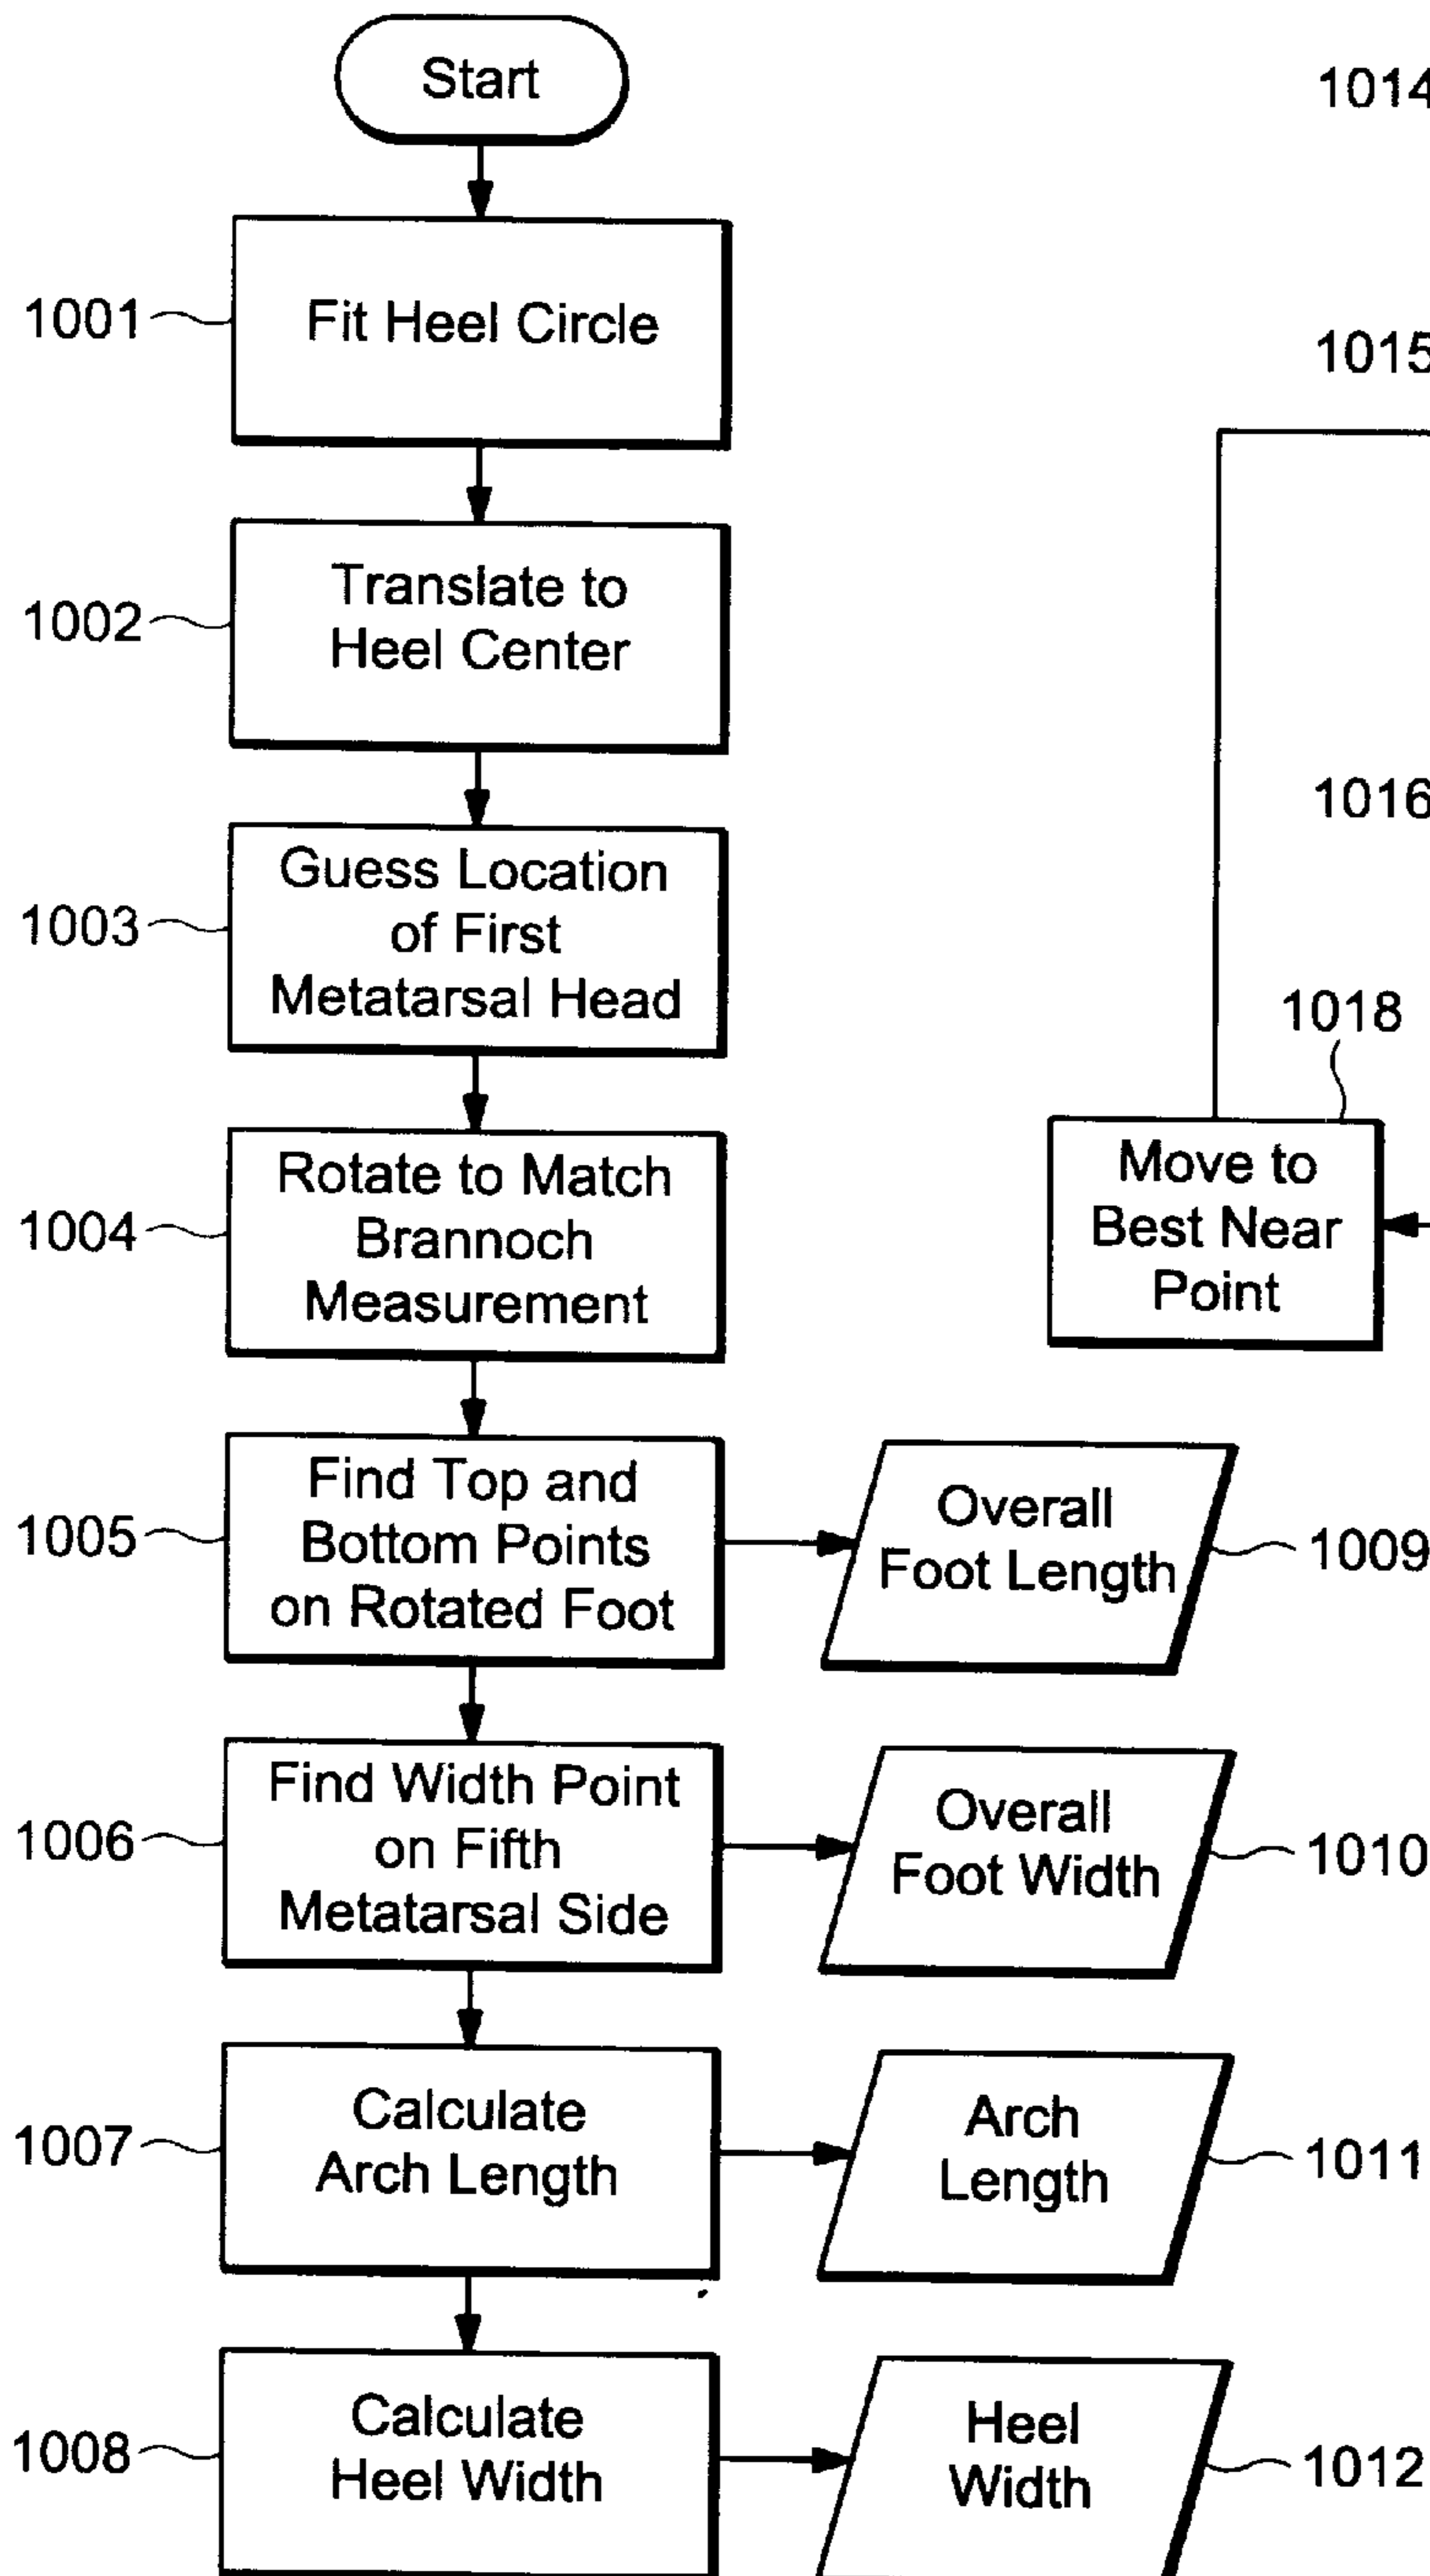 Start
1001
Fit Heel Circle
1002
Translate to
Heel Center
1003
Guess Location
of First
Metatarsal Head
1004
Rotate to Match
Brannoch
Measurement
1005
Find Top and
Bottom Points
on Rotated Foot
Overall
Foot Length
1009
1006
Find Width Point
on Fifth
Metatarsal Side
Overall
Foot Width
1010
1007
Calculate
Arch Length
Arch
Length
1011
1008
Calculate
Heel Width
Heel
Width
1012
1014
1015
1016
1018
Move to
Best Near
Point